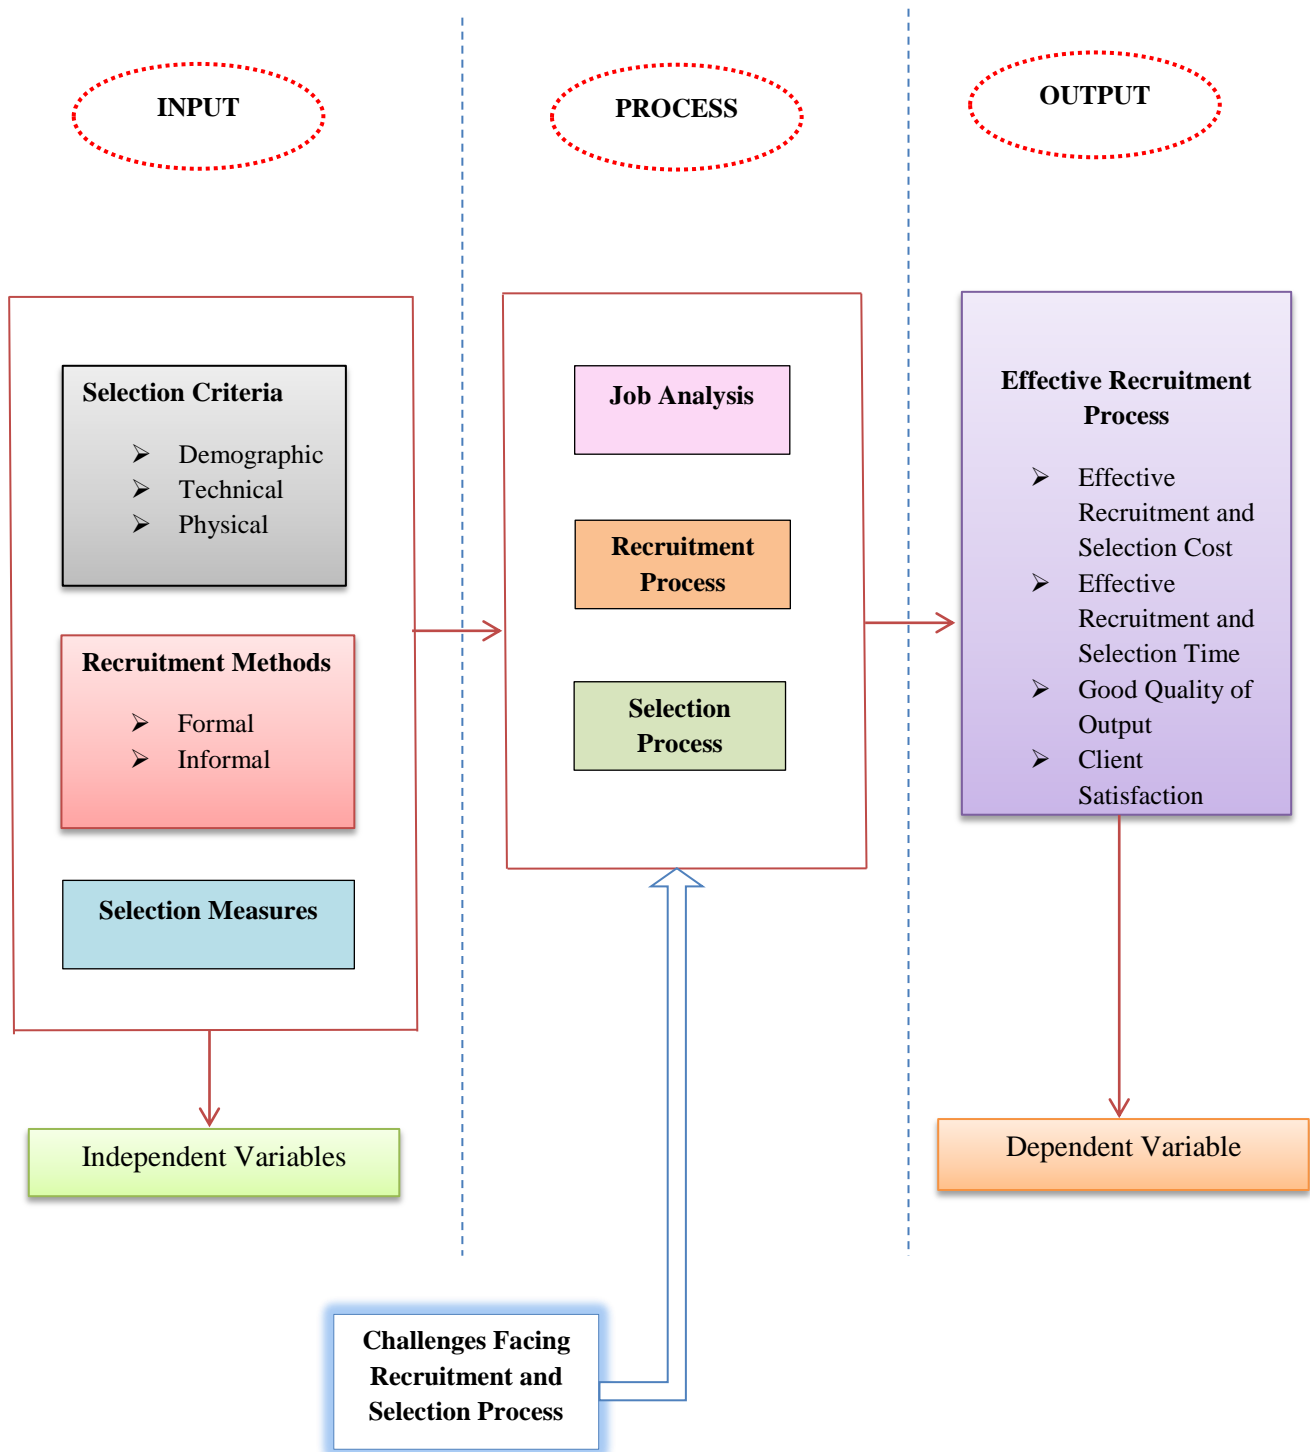 INPUT
PROCESS
OUTPUT
Selection Criteria
➢ Demographic
➢ Technical
➢ Physical
Recruitment Methods
➢ Formal
➢ Informal
Selection Measures
Independent Variables
Job Analysis
Recruitment
Process
Selection
Process
Effective Recruitment
Process
➢ Effective
Recruitment and
Selection Cost
➢ Effective
Recruitment and
Selection Time
➢ Good Quality of
Output
➢ Client
Satisfaction
Dependent Variable
Challenges Facing
Recruitment and
Selection Process